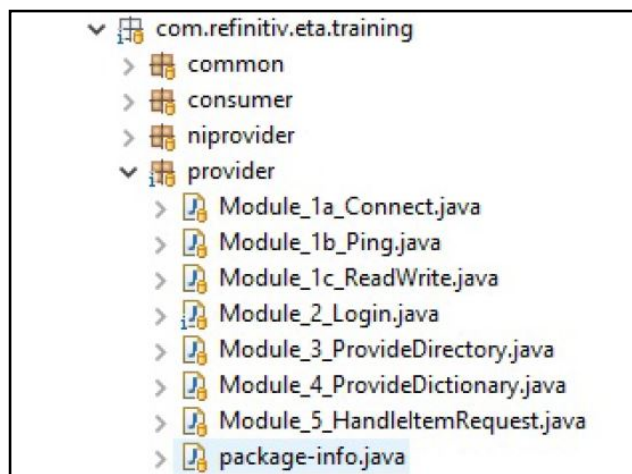 com.refinitiv.eta.training
common
consumer
niprovider
provider
Module_1a_Connect.java
Module_1b_Ping.java
Module_1c_ReadWrite.java
Module_2_Login.java
Module_3_ProvideDirectory.java
Module_4_ProvideDictionary.java
Module_5_HandleItemRequest.java
package-info.java